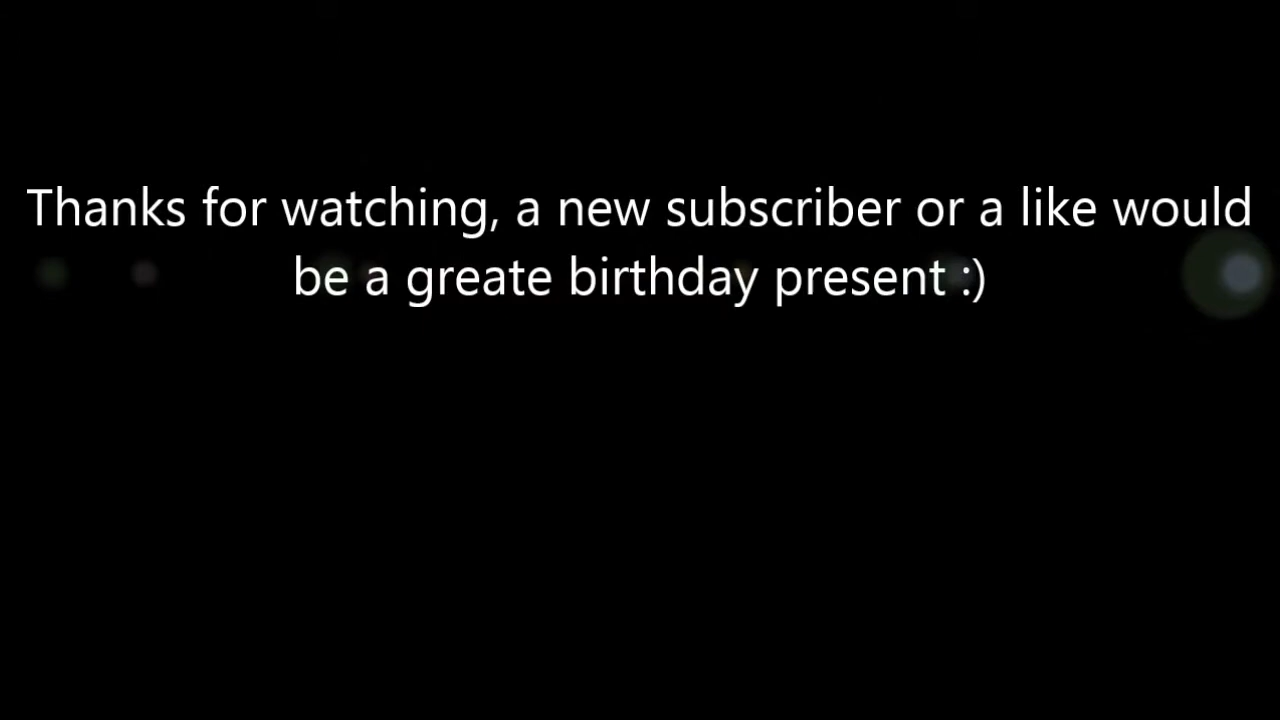 Thanks for watching, a new subscriber or a like would
be a greate birthday present :)